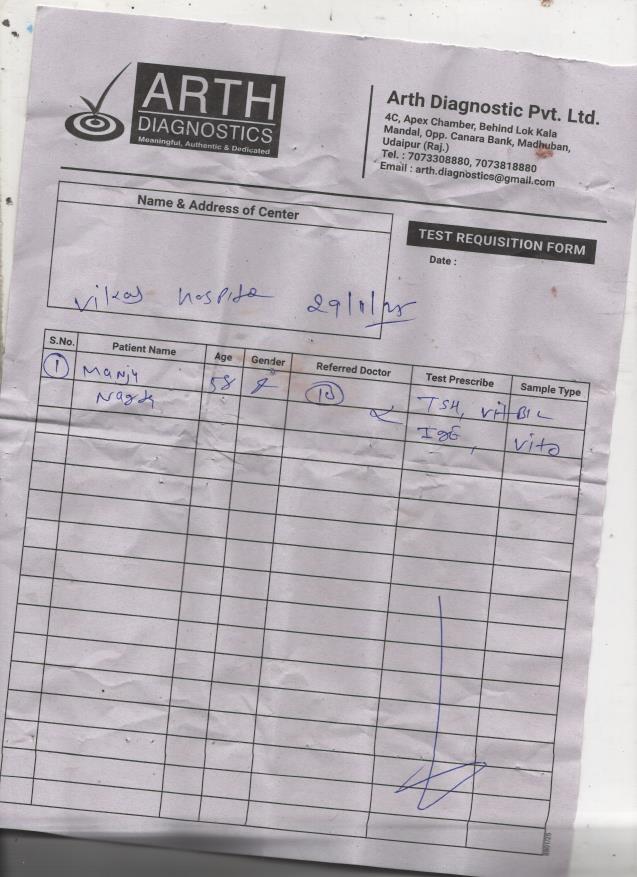 ARTH
DIAGNOSTICS
Meaningful, Authentic & Dedicated
Arth Diagnostic Pvt. Ltd.
4C, Apex Chamber, Behind Lok Kala
Mandal, Opp. Canara Bank, Madhuban,
Udaipur (Raj.)
Tel. : 7073308880, 7073818880
Email : arth.diagnostics@gmail.com
Name & Address of Center
TEST REQUISITION FORM
Date :
Vikas Hospital 29/11/25
S.No. Patient Name Age Gender Referred Doctor Test Prescribe Sample Type
1 Manju 58 TSH, Vit B12
IgE, Vit D